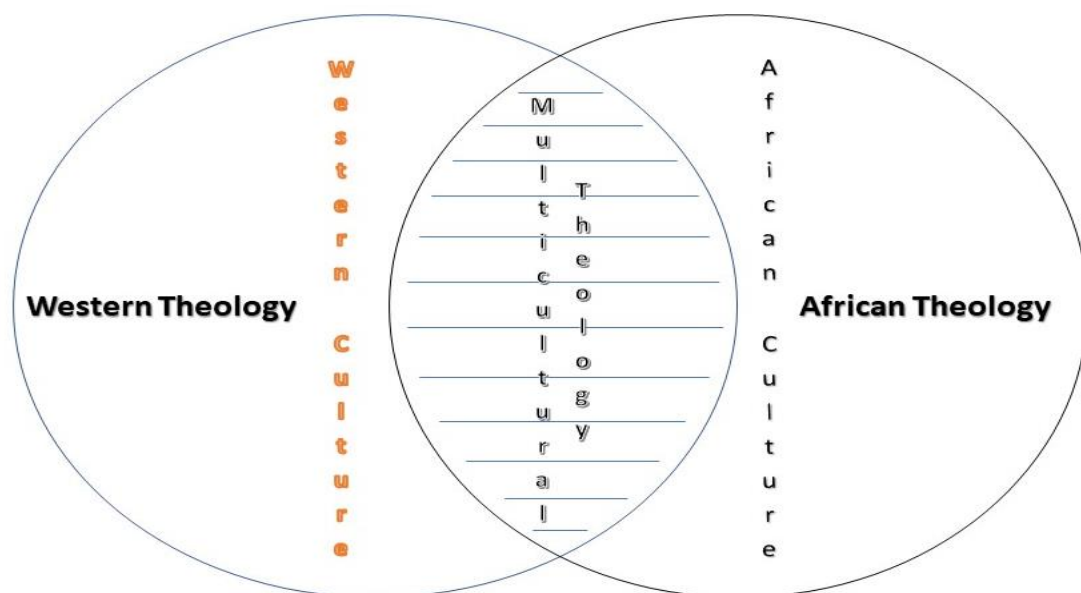 Western Theology
Western Culture
Multicultural
Theology
African Culture
African Theology